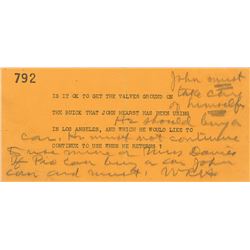 792
John must
take care
of himself
IS IT OK TO GET THE VALVES GROUND ON
THE BUICK THAT JOHN HEARST HAS BEEN USING
He should buy a
IN LOS ANGELES, AND WHICH HE WOULD LIKE TO
car. He must not continue
CONTINUE TO USE WHEN HE RETURNS ?
to use mine or Miss Davies
If Pio can buy a car John
can and must. WRH